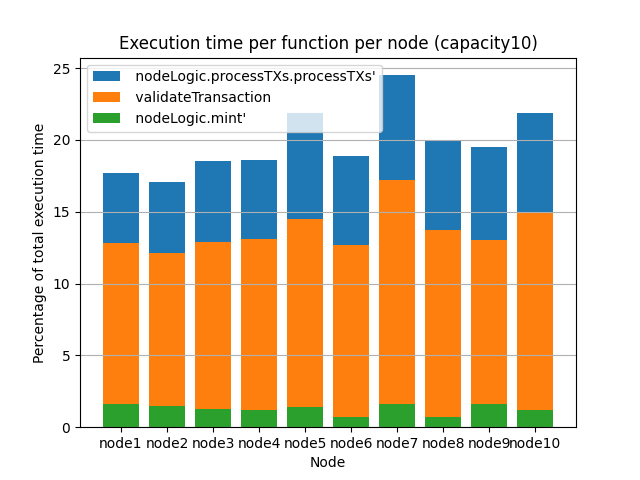 Execution time per function per node (capacity10)
nodeLogic.processTXs.processTXs'
validateTransaction
nodeLogic.mint'
Percentage of total execution time
25
20
15
10
5
0
node1 node2 node3 node4 node5 node6 node7 node8 node9 node10
Node